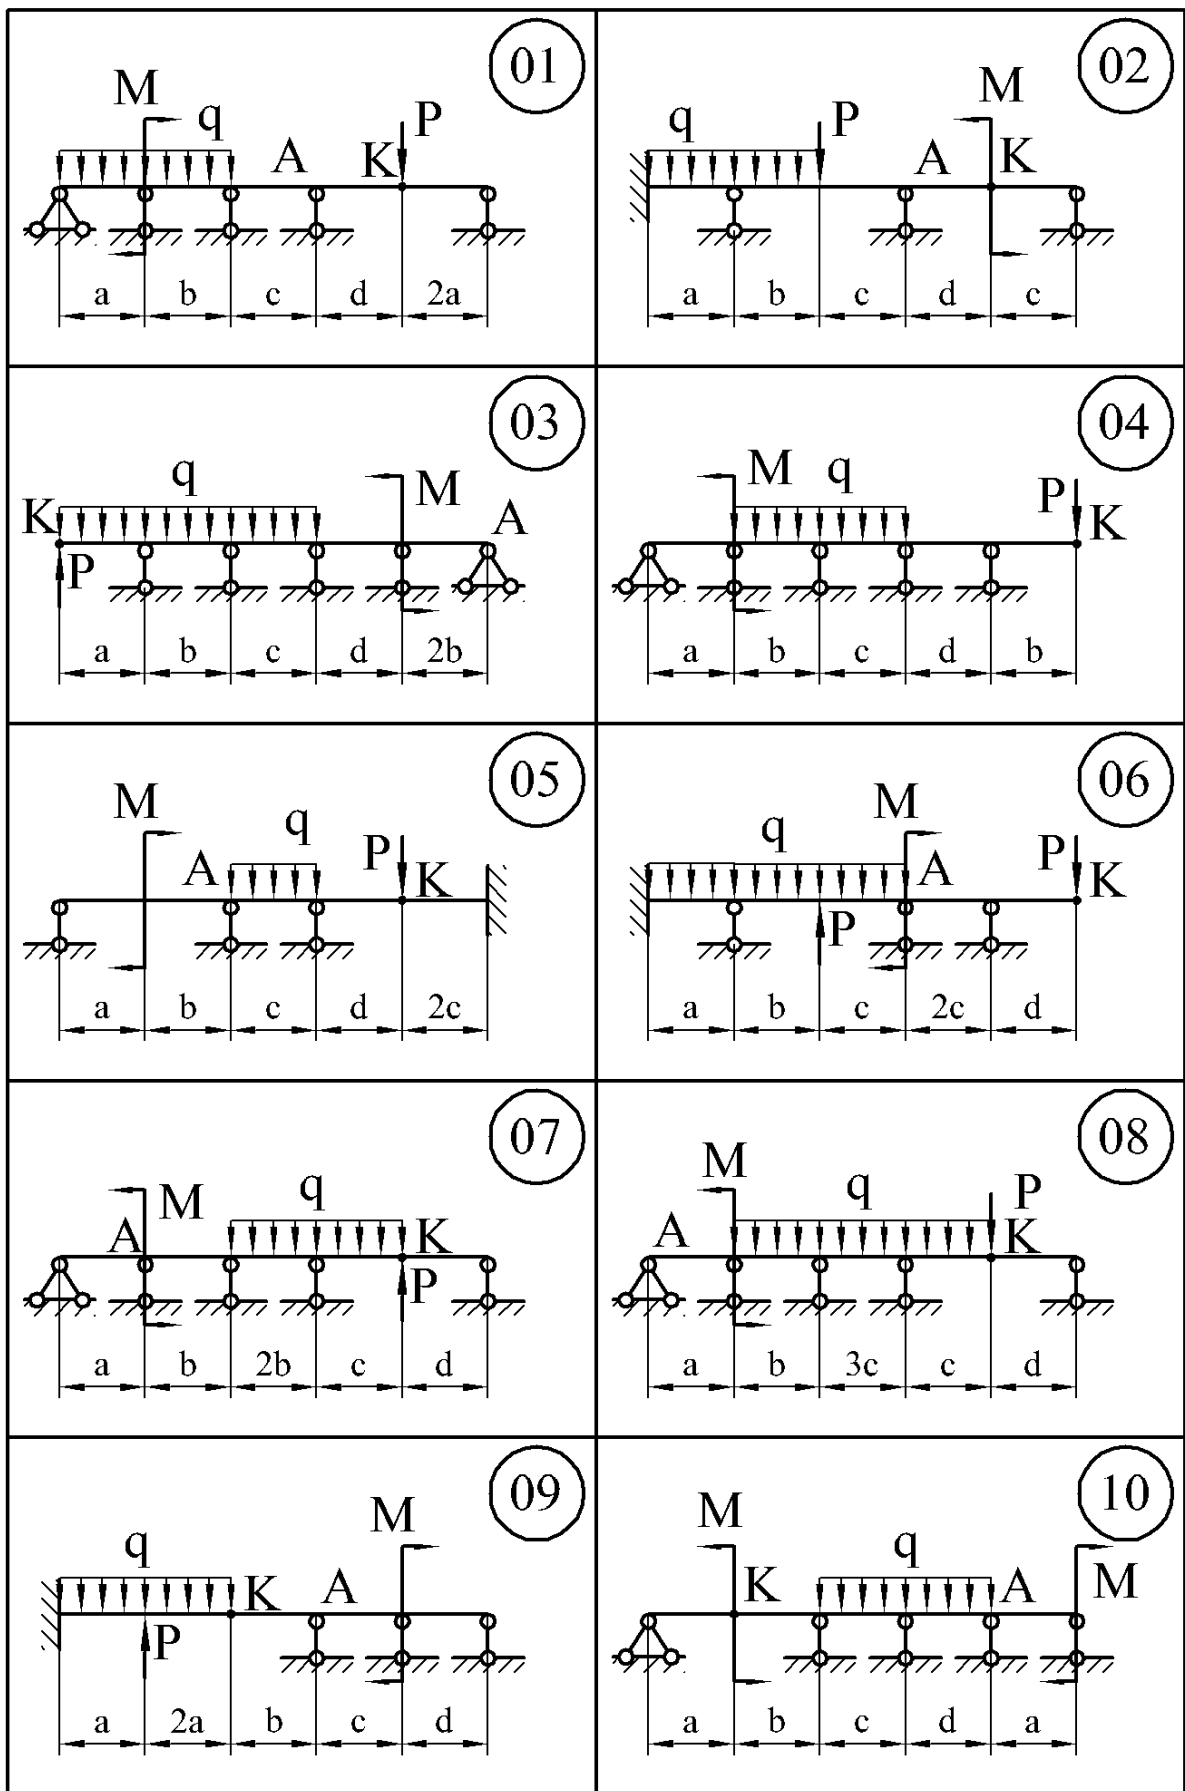 01
M
q
A
K
P
a b c d 2a
02
M
q
P
A
K
a b c d c
03
q
M
K
A
P
a b c d 2b
04
M
q
P
K
a b c d b
05
M
q
P
A
K
a b c d 2c
06
M
q
P
A
K
P
a b c 2c d
07
M
q
A
K
P
a b 2b c d
08
M
q
P
A
K
a b 3c c d
09
M
q
K
A
P
a 2a b c d
10
M
K
q
A
M
a b c d a